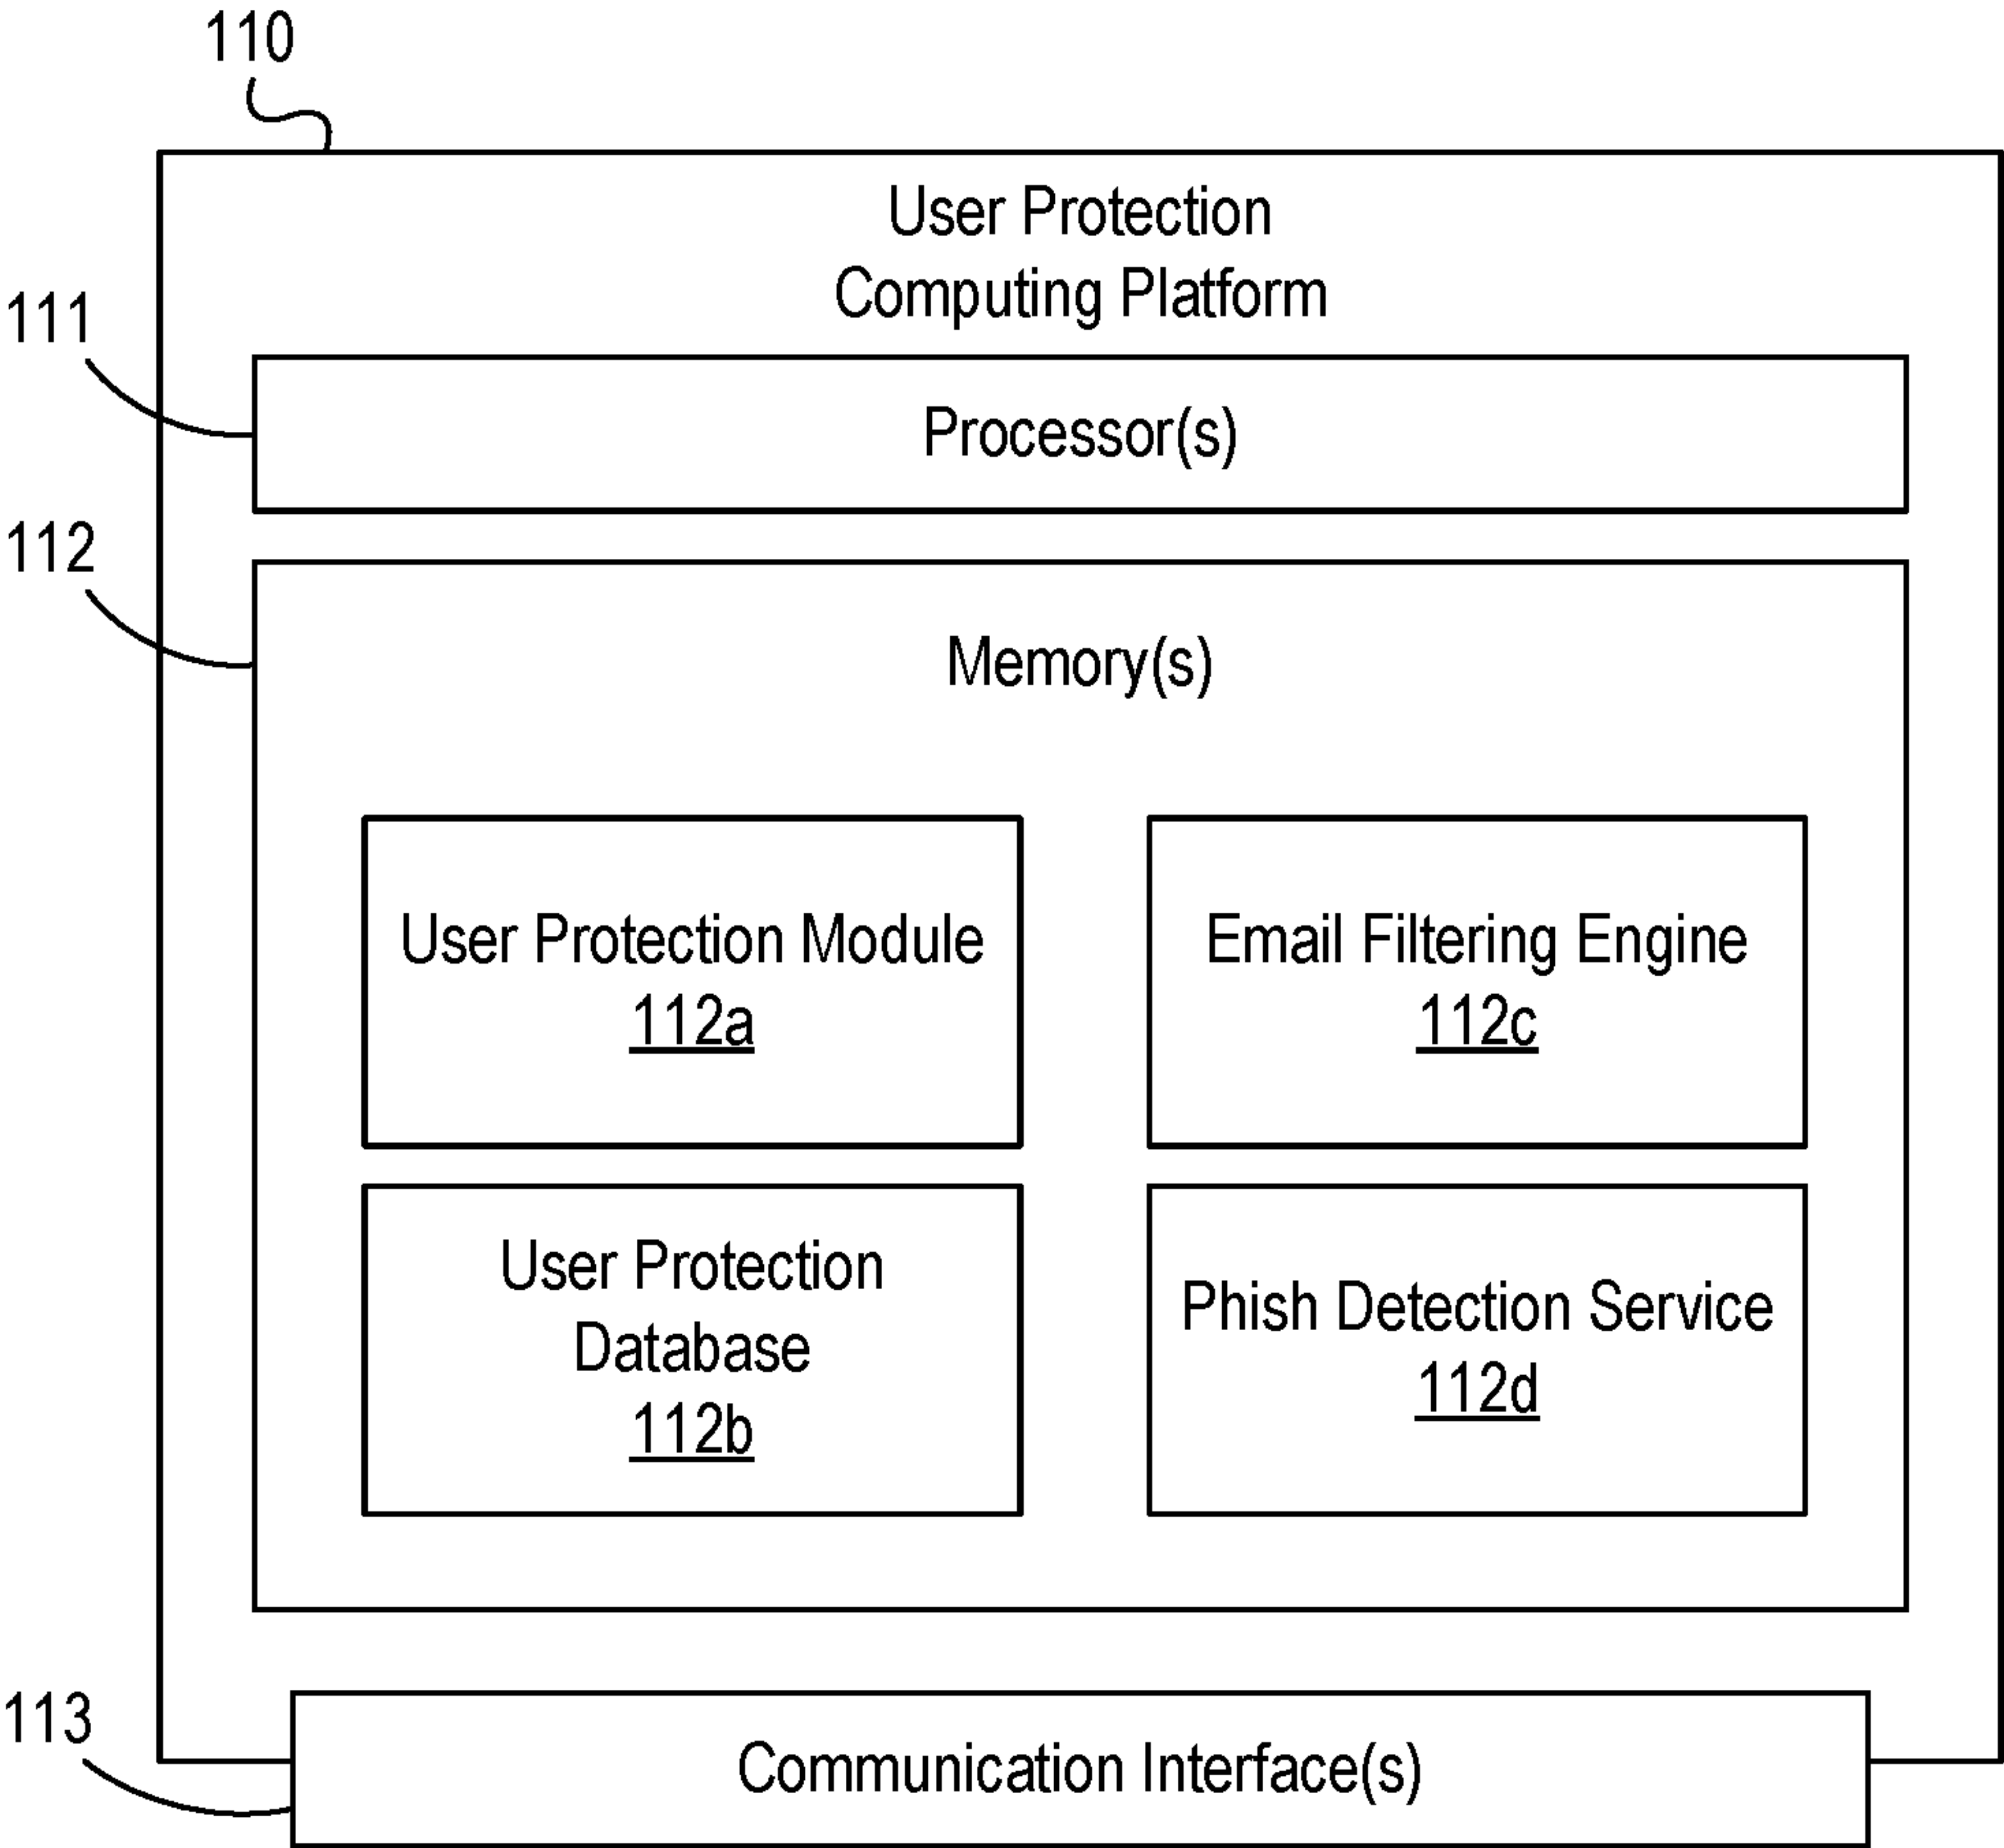 110
User Protection
Computing Platform
111
Processor(s)
112
Memory(s)
User Protection Module
112a
Email Filtering Engine
112c
User Protection
Database
112b
Phish Detection Service
112d
113
Communication Interface(s)